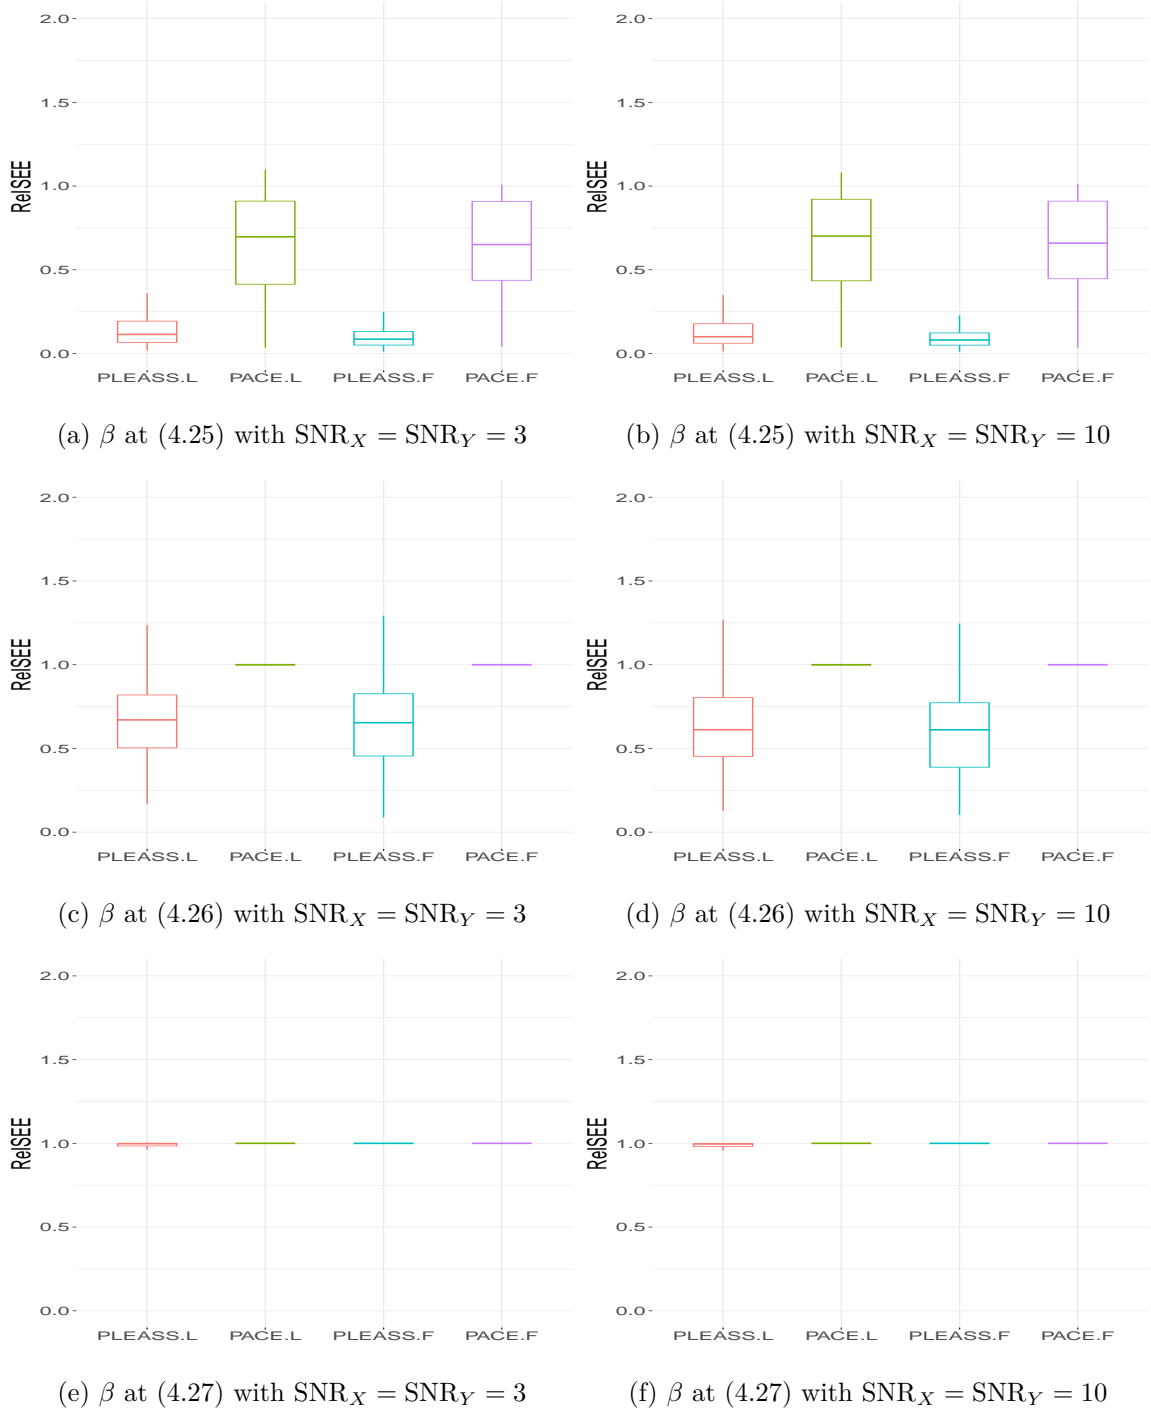 2.0
1.5
1.0
0.5
0.0
ReISEE
PLEASS.L PACE.L PLEASS.F PACE.F
(a) β at (4.25) with SNR_X = SNR_Y = 3
2.0
1.5
1.0
0.5
0.0
ReISEE
PLEASS.L PACE.L PLEASS.F PACE.F
(b) β at (4.25) with SNR_X = SNR_Y = 10
2.0
1.5
1.0
0.5
0.0
ReISEE
PLEASS.L PACE.L PLEASS.F PACE.F
(c) β at (4.26) with SNR_X = SNR_Y = 3
2.0
1.5
1.0
0.5
0.0
ReISEE
PLEASS.L PACE.L PLEASS.F PACE.F
(d) β at (4.26) with SNR_X = SNR_Y = 10
2.0
1.5
1.0
0.5
0.0
ReISEE
PLEASS.L PACE.L PLEASS.F PACE.F
(e) β at (4.27) with SNR_X = SNR_Y = 3
2.0
1.5
1.0
0.5
0.0
ReISEE
PLEASS.L PACE.L PLEASS.F PACE.F
(f) β at (4.27) with SNR_X = SNR_Y = 10